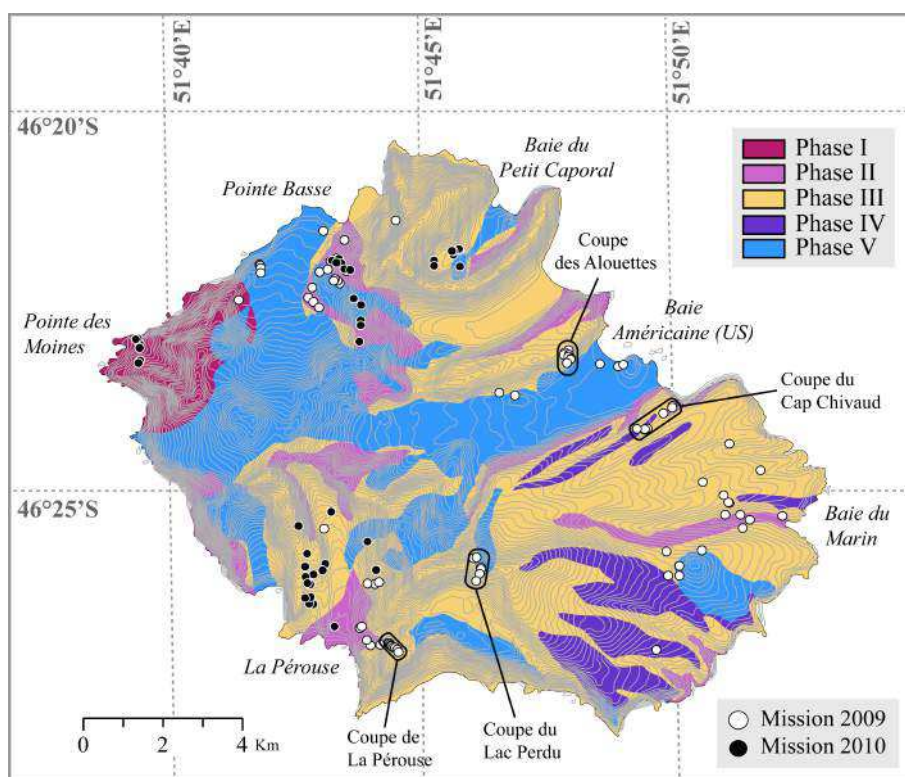 51°40’E
51°45’E
51°50’E
46°20’S
Baie du
Petit Caporal
Phase I
Phase II
Phase III
Phase IV
Phase V
Pointe Basse
Coupe
des Alouettes
Pointe des
Moines
Baie
Américaine (US)
Coupe du
Cap Chivaud
46°25’S
Baie du
Marin
La Pérouse
0 2 4 Km
Coupe de
La Pérouse
Coupe du
Lac Perdu
Mission 2009
Mission 2010